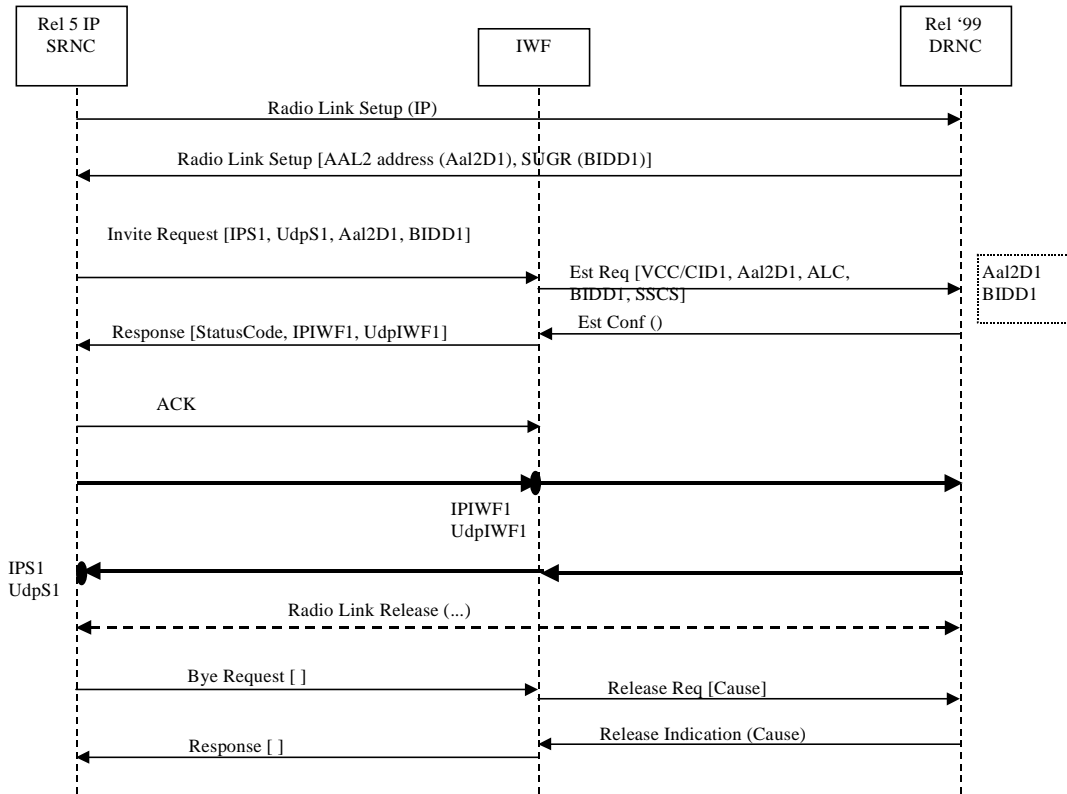 Rel 5 IP
SRNC
IWF
Rel ‘99
DRNC
Radio Link Setup (IP)
Radio Link Setup [AAL2 address (Aal2D1), SUGR (BIDD1)]
Invite Request [IPS1, UdpS1, Aal2D1, BIDD1]
Est Req [VCC/CID1, Aal2D1, ALC,
BIDD1, SSCS]
Aal2D1
BIDD1
Est Conf ()
Response [StatusCode, IPIWF1, UdpIWF1]
ACK
IPIWF1
UdpIWF1
IPS1
UdpS1
Radio Link Release (...)
Bye Request [ ]
Release Req [Cause]
Release Indication (Cause)
Response [ ]